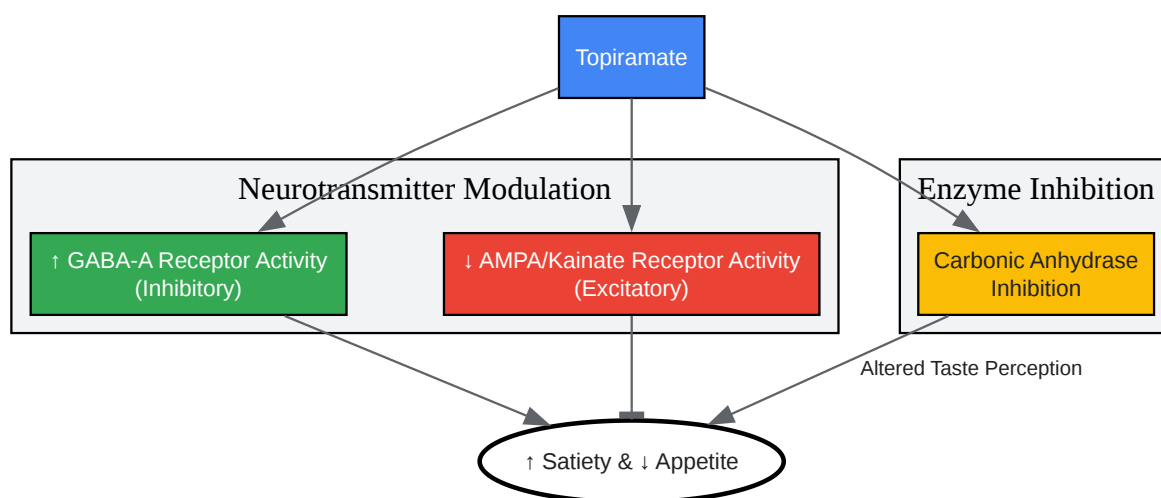 Topiramate
Neurotransmitter Modulation
Enzyme Inhibition
↑ GABA-A Receptor Activity
(Inhibitory)
↓ AMPA/Kainate Receptor Activity
(Excitatory)
Carbonic Anhydrase
Inhibition
Altered Taste Perception
↑ Satiety & ↓ Appetite